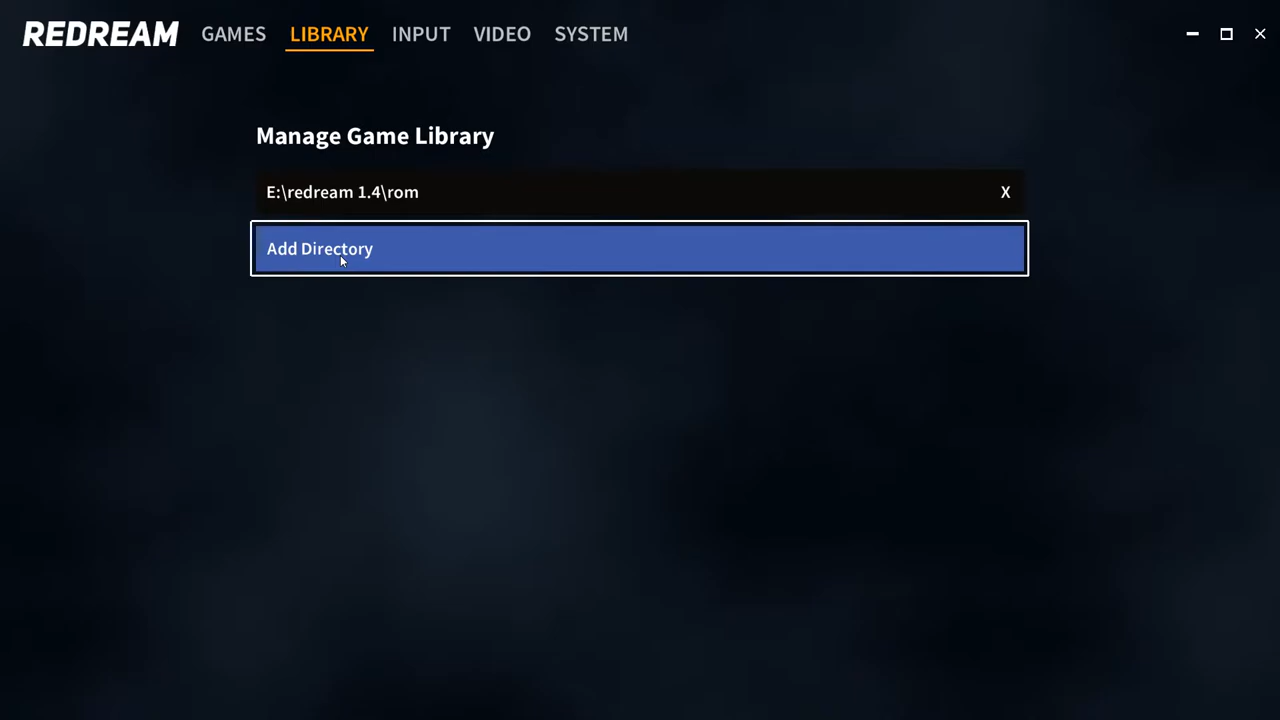 REDREAM GAMES LIBRARY INPUT VIDEO SYSTEM
Manage Game Library
E:\redream 1.4\rom X
Add Directory